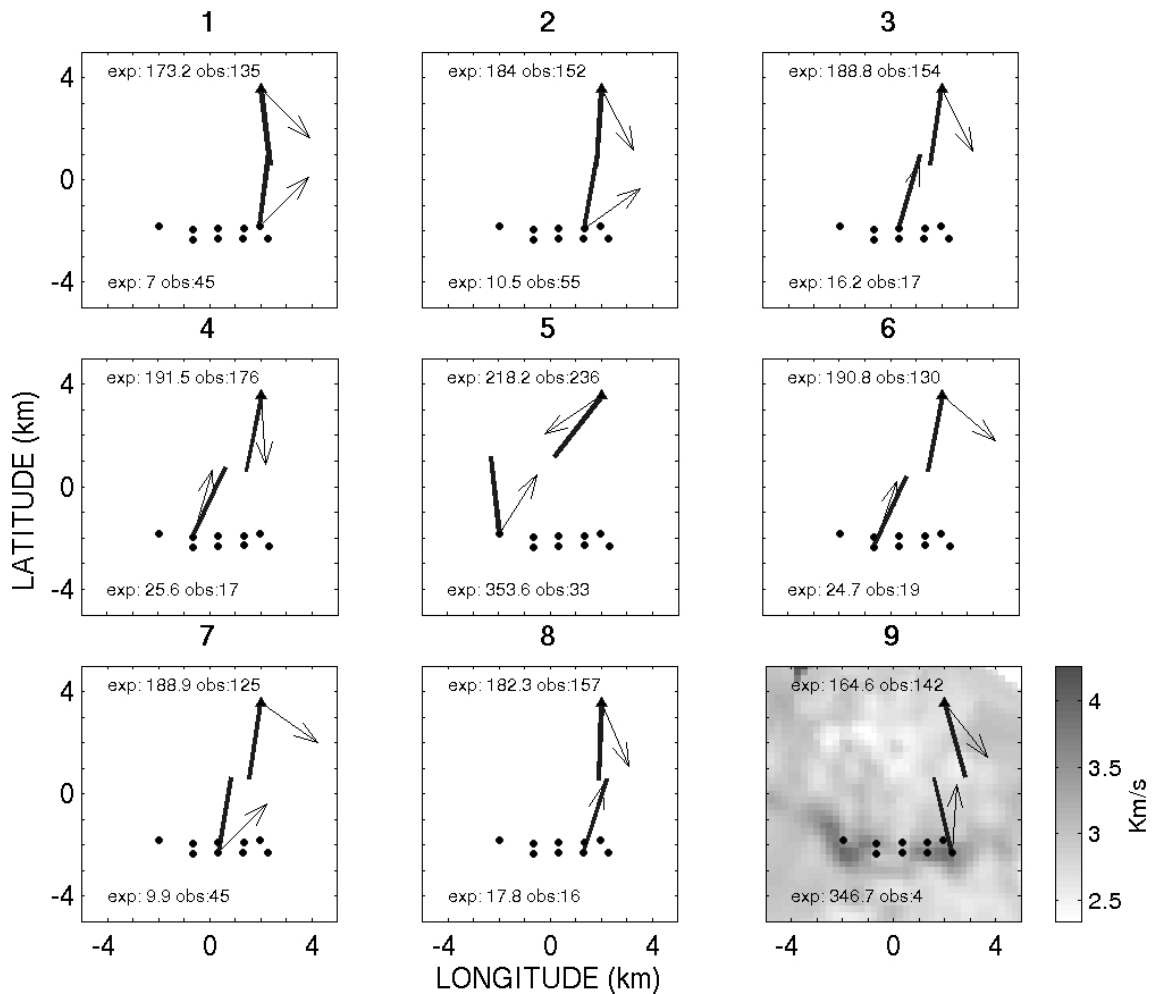 1 2 3
exp: 173.2 obs:135
exp: 184 obs:152
exp: 188.8 obs:154
4
0
-4
exp: 7 obs:45
exp: 10.5 obs:55
exp: 16.2 obs:17
4 5 6
exp: 191.5 obs:176
exp: 218.2 obs:236
exp: 190.8 obs:130
4
0
-4
exp: 25.6 obs:17
exp: 353.6 obs:33
exp: 24.7 obs:19
LATITUDE (km)
7 8 9
exp: 188.9 obs:125
exp: 182.3 obs:157
exp: 164.6 obs:142
4
0
-4
exp: 9.9 obs:45
exp: 17.8 obs:16
exp: 346.7 obs:4
4
3.5
3
2.5
Km/s
-4 0 4
-4 0 4
-4 0 4
LONGITUDE (km)